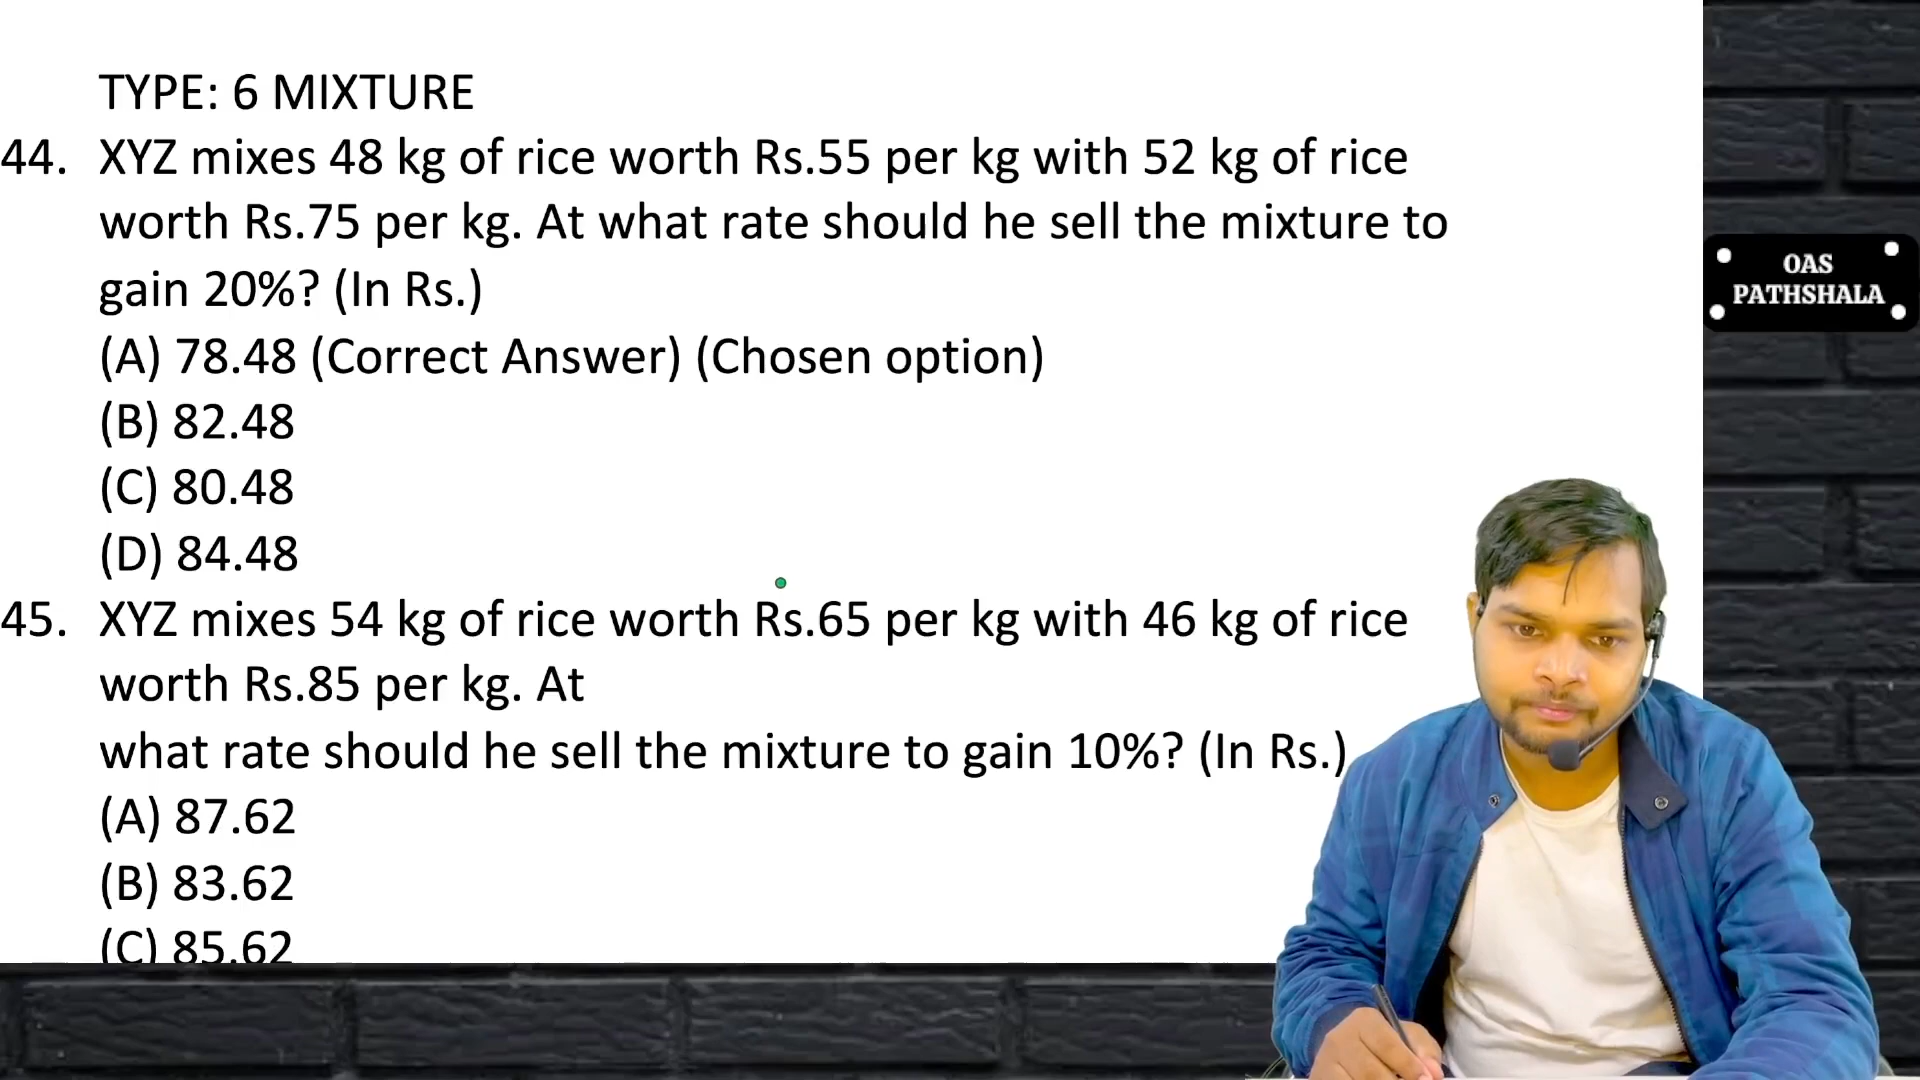 TYPE: 6 MIXTURE
44. XYZ mixes 48 kg of rice worth Rs.55 per kg with 52 kg of rice
worth Rs.75 per kg. At what rate should he sell the mixture to
gain 20%? (In Rs.)
(A) 78.48 (Correct Answer) (Chosen option)
(B) 82.48
(C) 80.48
(D) 84.48
45. XYZ mixes 54 kg of rice worth Rs.65 per kg with 46 kg of rice
worth Rs.85 per kg. At
what rate should he sell the mixture to gain 10%? (In Rs.)
(A) 87.62
(B) 83.62
(C) 85.62
OAS
PATHSHALA